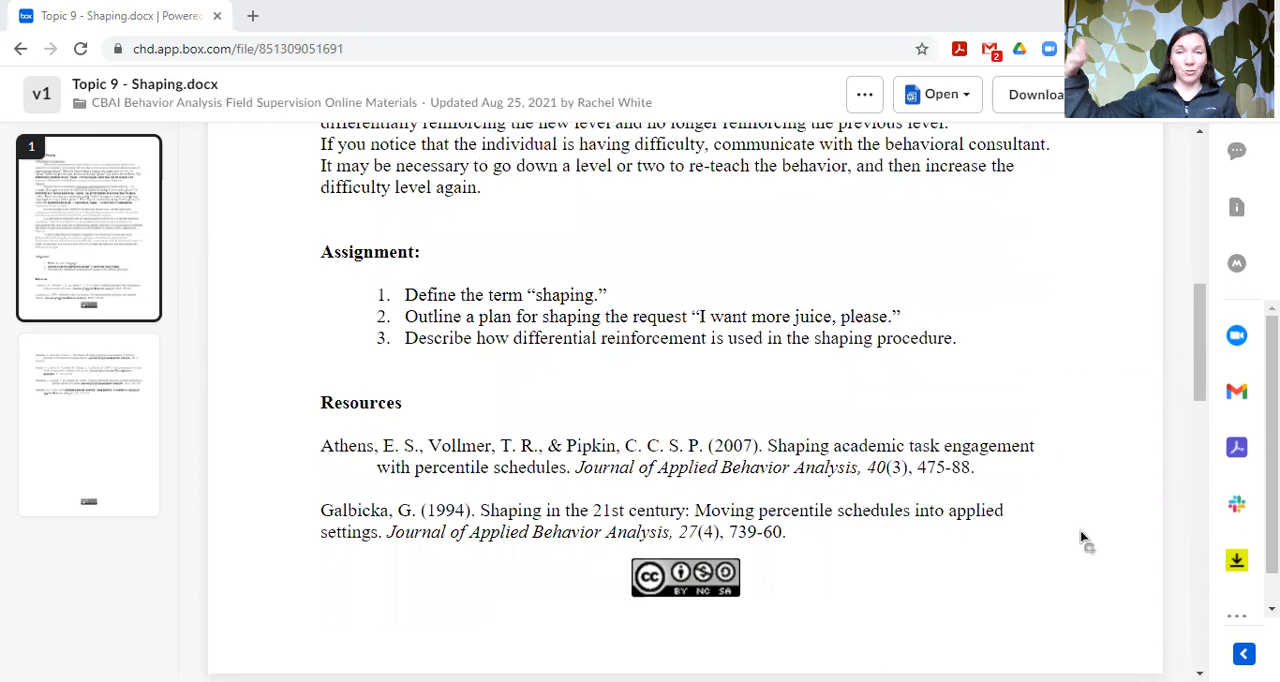 Topic 9 - Shaping.docx | Powered
chd.app.box.com/file/851309051691
2
v1
Topic 9 - Shaping.docx
CBAI Behavior Analysis Field Supervision Online Materials • Updated Aug 25, 2021 by Rachel White
Open
Downloa
1
differentially reinforcing the new level and no longer reinforcing the previous level.
If you notice that the individual is having difficulty, communicate with the behavioral consultant.
It may be necessary to go down a level or two to re-teach the behavior, and then increase the
difficulty level again.
Assignment:
1. Define the term “shaping.”
2. Outline a plan for shaping the request “I want more juice, please.”
3. Describe how differential reinforcement is used in the shaping procedure.
Resources
Athens, E. S., Vollmer, T. R., & Pipkin, C. C. S. P. (2007). Shaping academic task engagement
with percentile schedules. Journal of Applied Behavior Analysis, 40(3), 475-88.
Galbicka, G. (1994). Shaping in the 21st century: Moving percentile schedules into applied
settings. Journal of Applied Behavior Analysis, 27(4), 739-60.
cc
BY NC SA